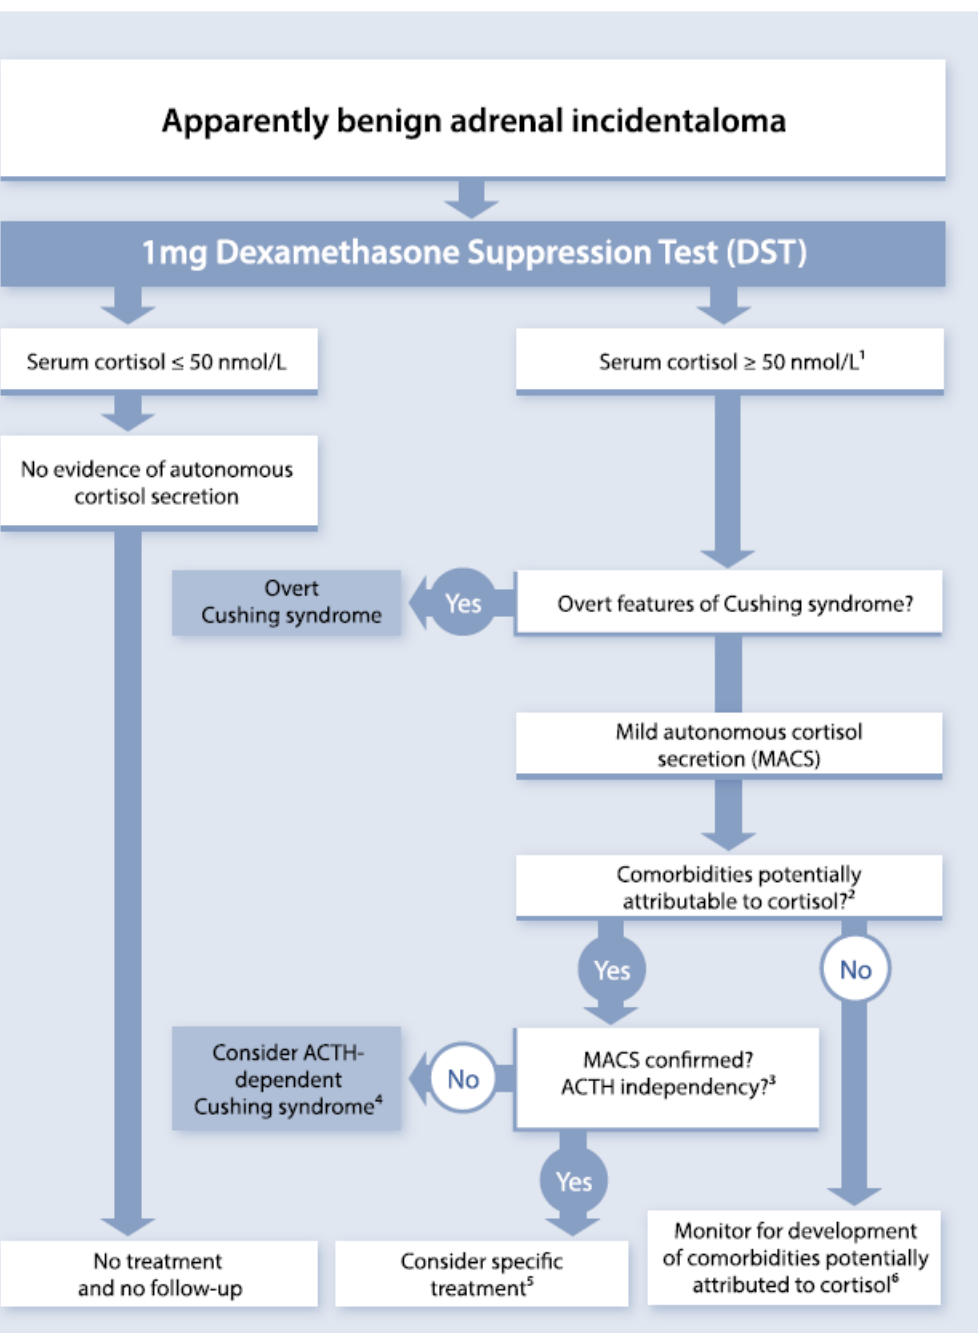 Apparently benign adrenal incidentaloma
1mg Dexamethasone Suppression Test (DST)
Serum cortisol ≤ 50 nmol/L
Serum cortisol ≥ 50 nmol/L¹
No evidence of autonomous
cortisol secretion
Overt
Cushing syndrome
Yes
Overt features of Cushing syndrome?
Mild autonomous cortisol
secretion (MACS)
Comorbidities potentially
attributable to cortisol?²
Yes
No
Consider ACTH-
dependent
Cushing syndrome⁴
No
MACS confirmed?
ACTH independency?³
Yes
No treatment
and no follow-up
Consider specific
treatment⁵
Monitor for development
of comorbidities potentially
attributed to cortisol⁶